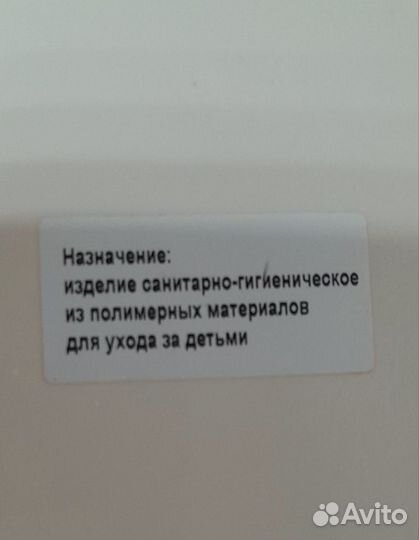 Назначение:
изделие санитарно-гигиеническое
из полимерных материалов
для ухода за детьми
Avito